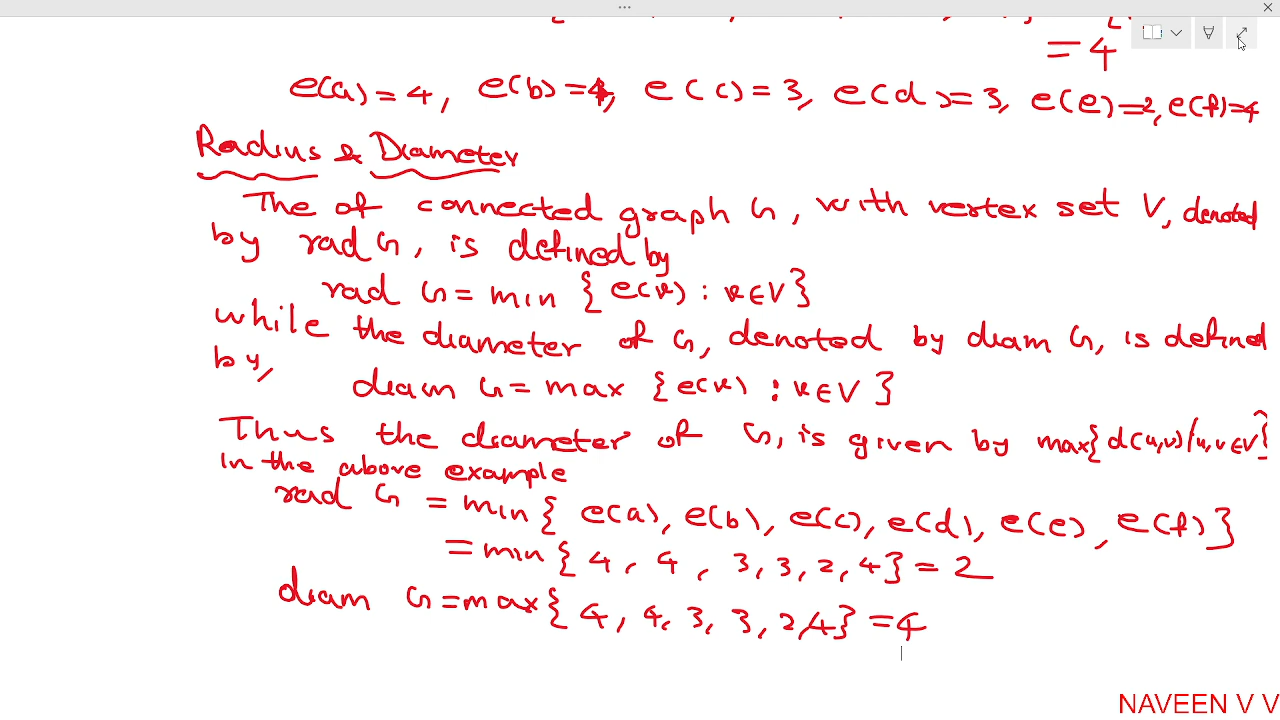 = 4
e(a) = 4, e(b) = 4, e(c) = 3, e(d) = 3, e(e) = 2, e(f) = 4
Radius & Diameter
The of connected graph G, with vertex set V, denoted
by rad G, is defined by
rad G = min { e(v) : v ∈ V }
while the diameter of G, denoted by diam G, is defined
by,
diam G = max { e(v) : v ∈ V }
Thus the diameter of G, is given by max{ d(u,v) / u, v ∈ V }
in the above example
rad G = min { e(a), e(b), e(c), e(d), e(e), e(f) }
= min { 4, 4, 3, 3, 2, 4 } = 2
diam G = max { 4, 4, 3, 3, 2, 4 } = 4
NAVEEN V V